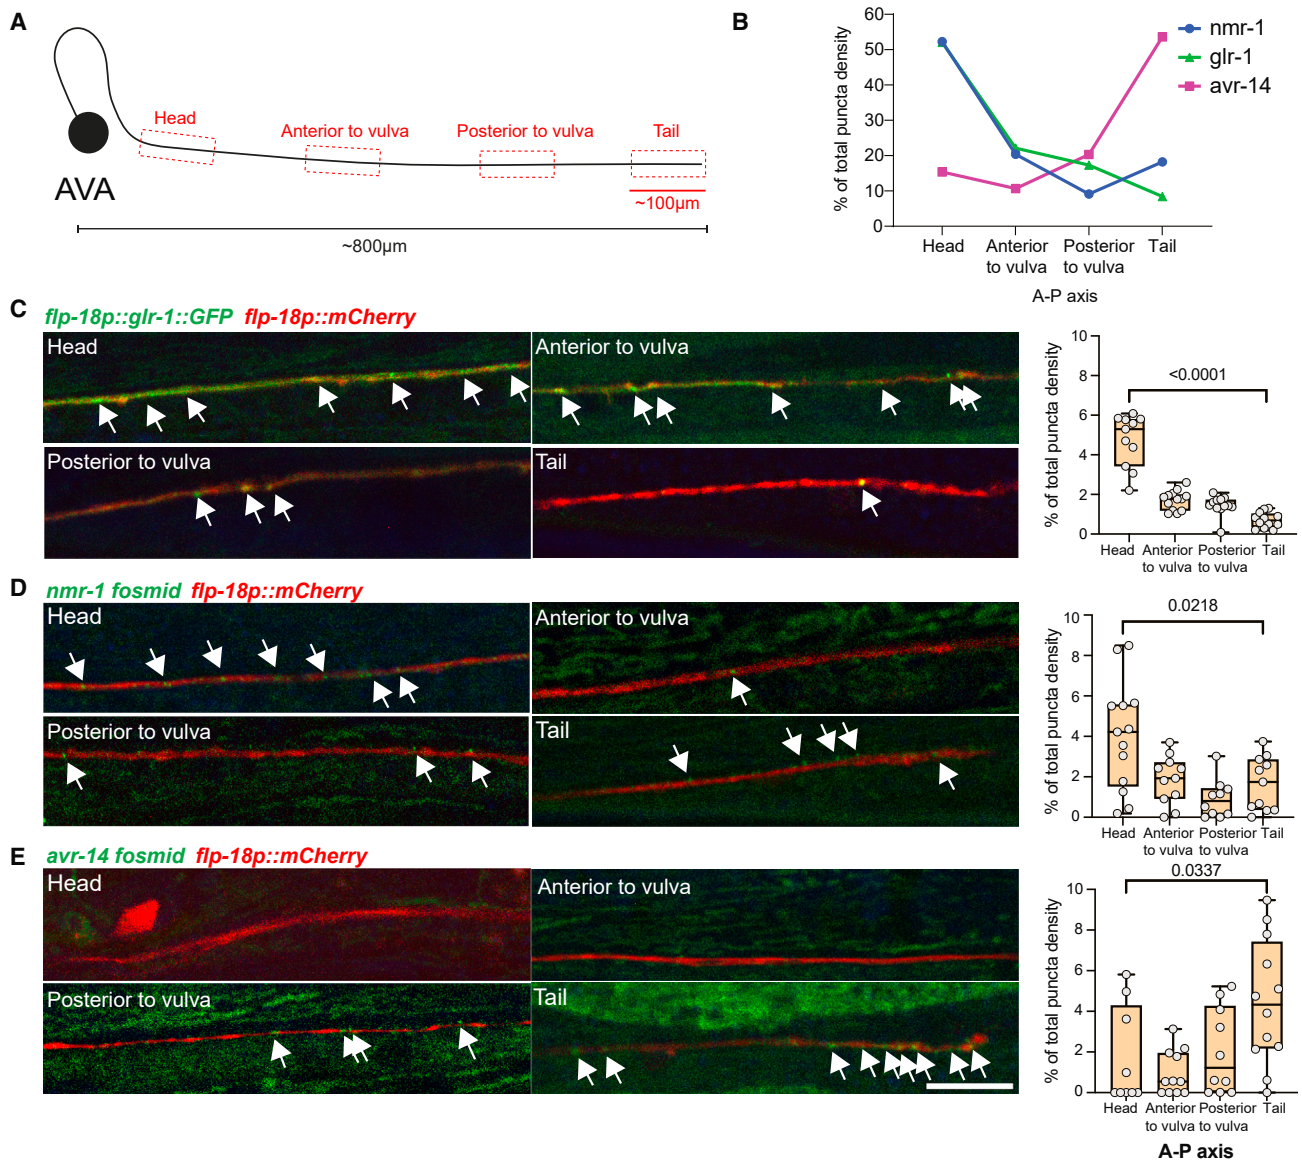 A
Head
Anterior to vulva
Posterior to vulva
Tail
AVA
~100μm
~800μm
B
% of total puncta density
60
50
40
30
20
10
0
Head
Anterior to vulva
Posterior to vulva
Tail
A-P axis
nmr-1
glr-1
avr-14
C
flp-18p::glr-1::GFP flp-18p::mCherry
Head
Anterior to vulva
Posterior to vulva
Tail
% of total puncta density
10
8
6
4
2
0
<0.0001
Head
Anterior to vulva
Posterior to vulva
Tail
D
nmr-1 fosmid flp-18p::mCherry
Head
Anterior to vulva
Posterior to vulva
Tail
% of total puncta density
10
8
6
4
2
0
0.0218
Head
Anterior to vulva
Posterior to vulva
Tail
E
avr-14 fosmid flp-18p::mCherry
Head
Anterior to vulva
Posterior to vulva
Tail
% of total puncta density
10
8
6
4
2
0
0.0337
Head
Anterior to vulva
Posterior to vulva
Tail
A-P axis